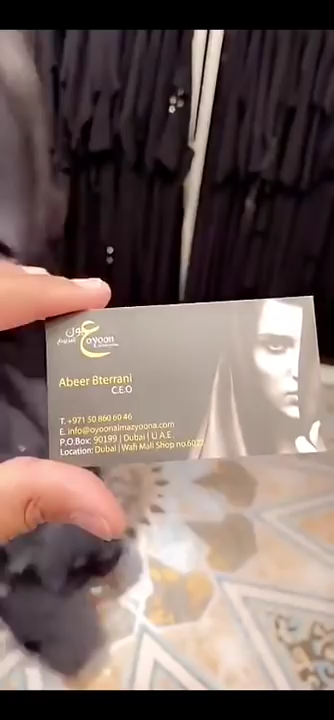 عيون
oyoon
Abeer Bterrani
C.E.O
T. +971 50 860 60 46
E. info@oyoonalmazyoona.com
P.O.Box: 90199 | Dubai | U.A.E.
Location: Dubai | Wafi Mall Shop no.6022